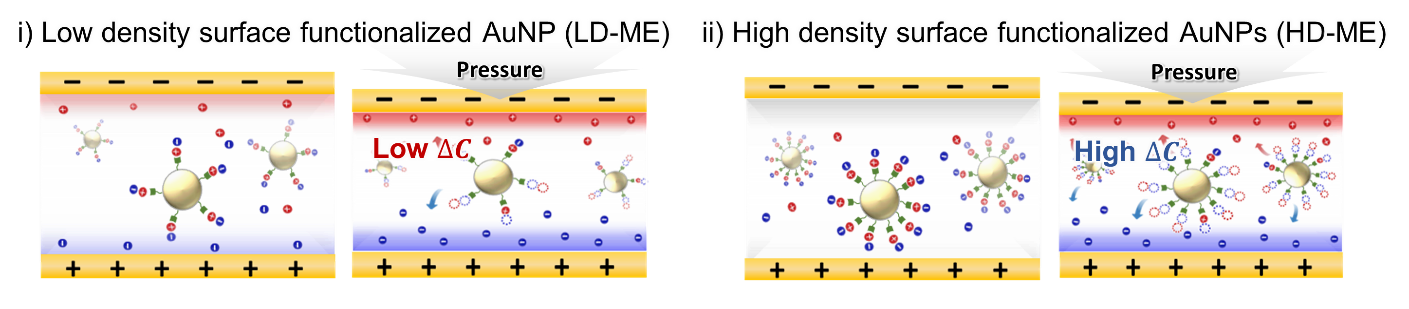 i) Low density surface functionalized AuNP (LD-ME)
ii) High density surface functionalized AuNPs (HD-ME)
Pressure
Pressure
− − − − − −
− − − − − −
− − − − − −
− − − − − −
Low ΔC
High ΔC
+ + + + + +
+ + + + + +
+ + + + + +
+ + + + + +